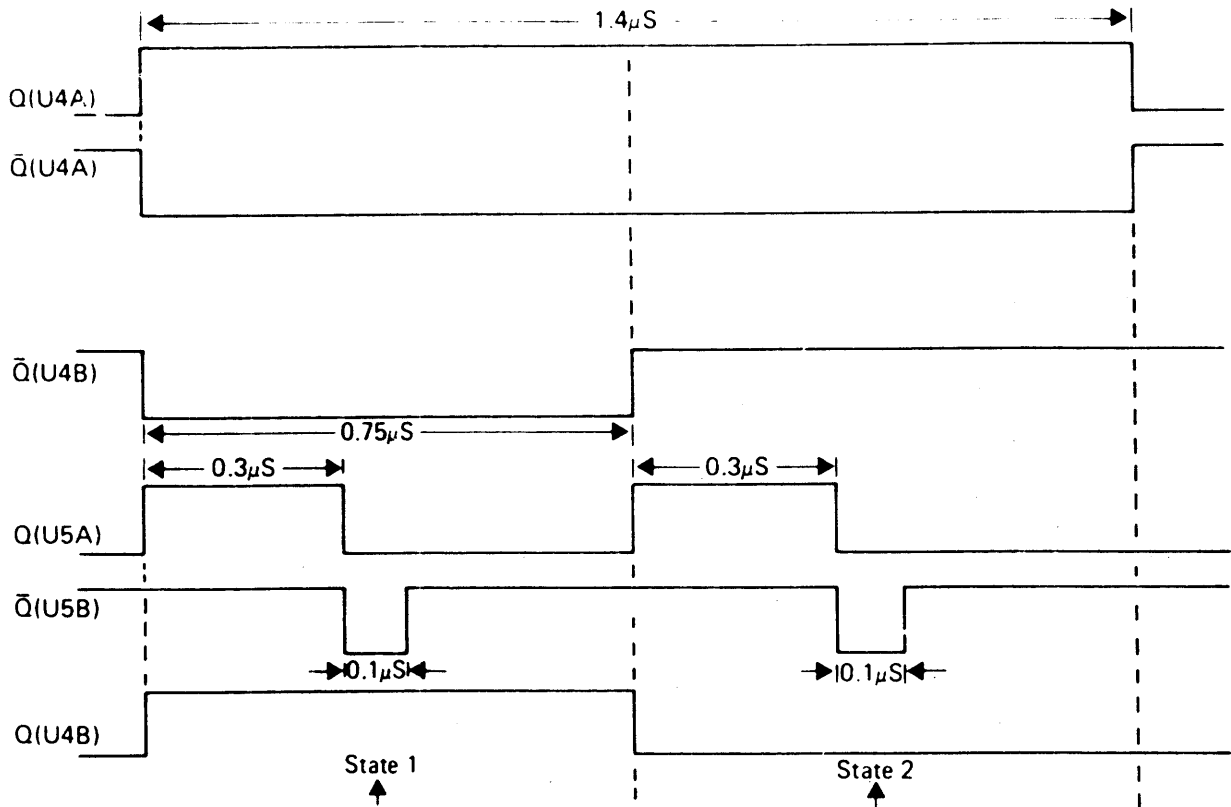 1.4μS
Q(U4A)
Q̄(U4A)
Q̄(U4B)
0.75μS
0.3μS
0.3μS
Q(U5A)
Q̄(U5B)
0.1μS
0.1μS
Q(U4B)
State 1
State 2